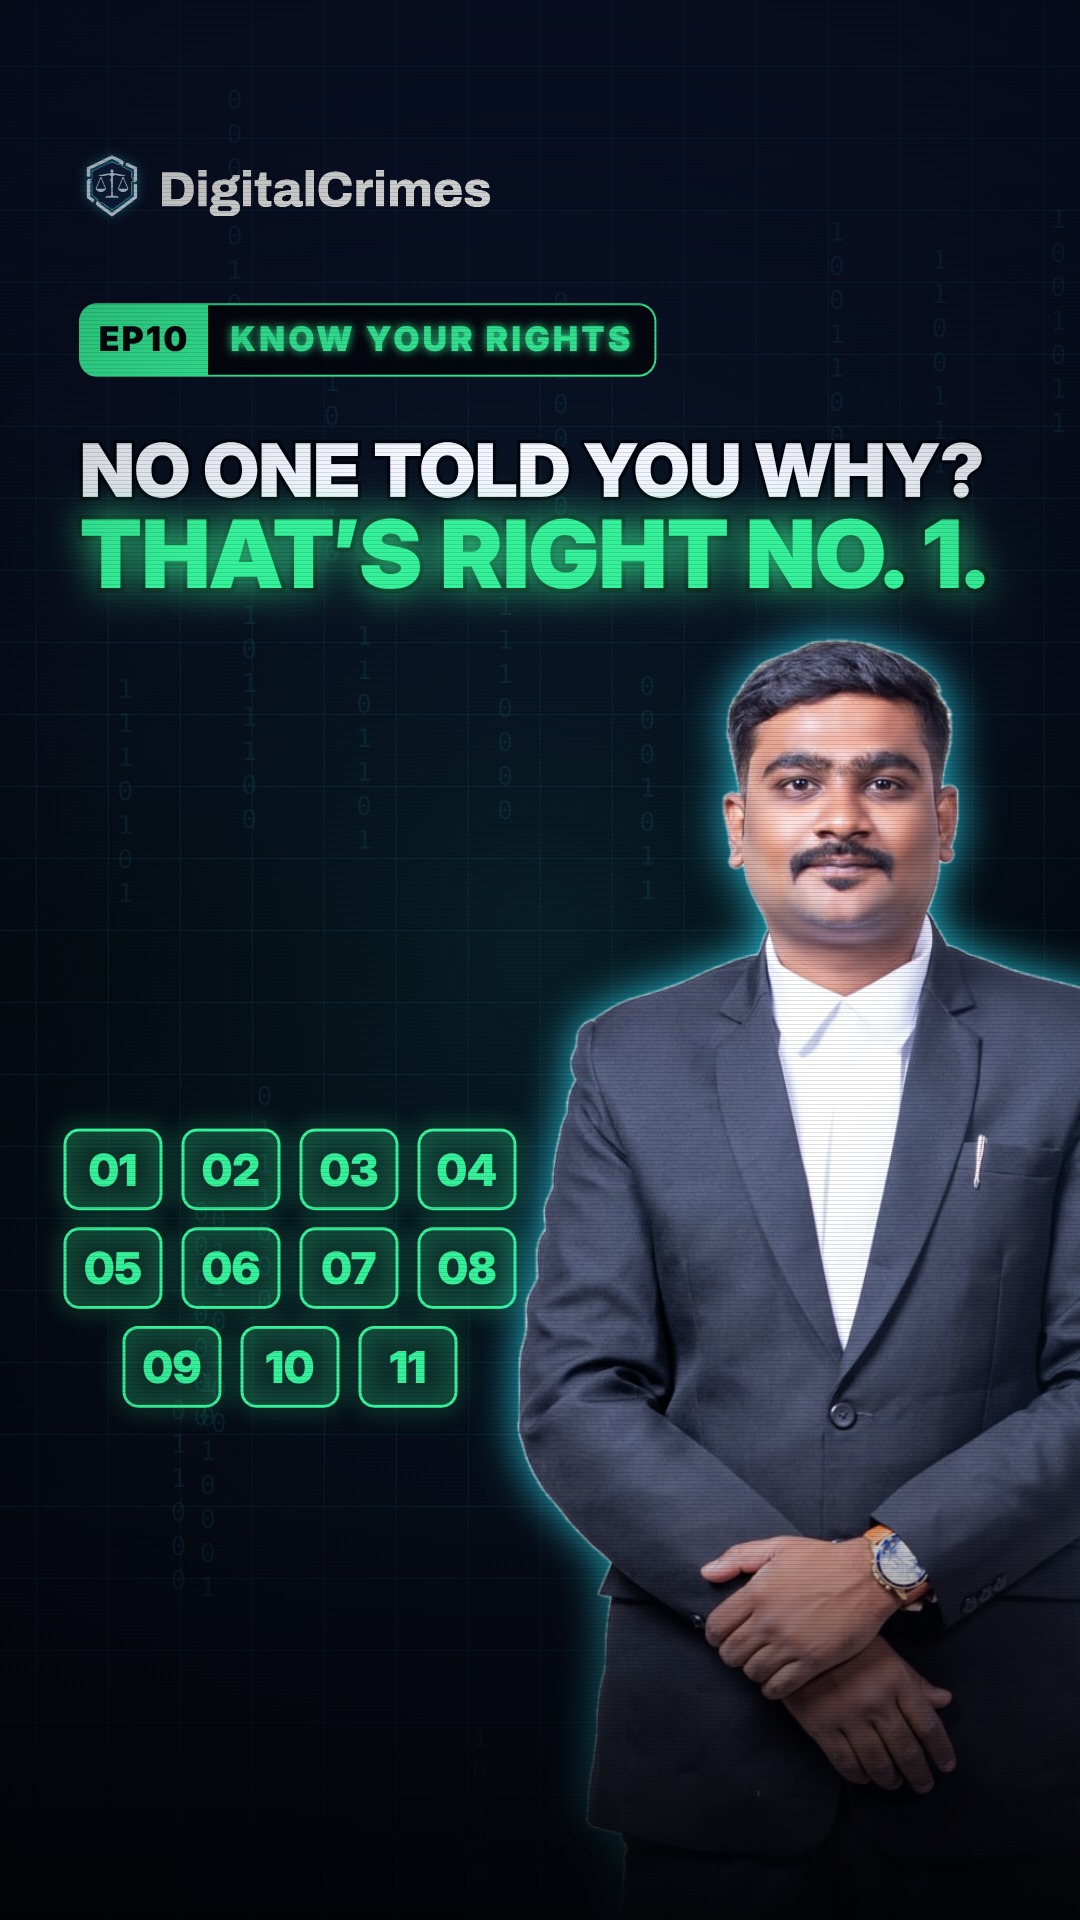 DigitalCrimes
EP10 KNOW YOUR RIGHTS
NO ONE TOLD YOU WHY?
THAT'S RIGHT NO. 1.
01 02 03 04
05 06 07 08
09 10 11